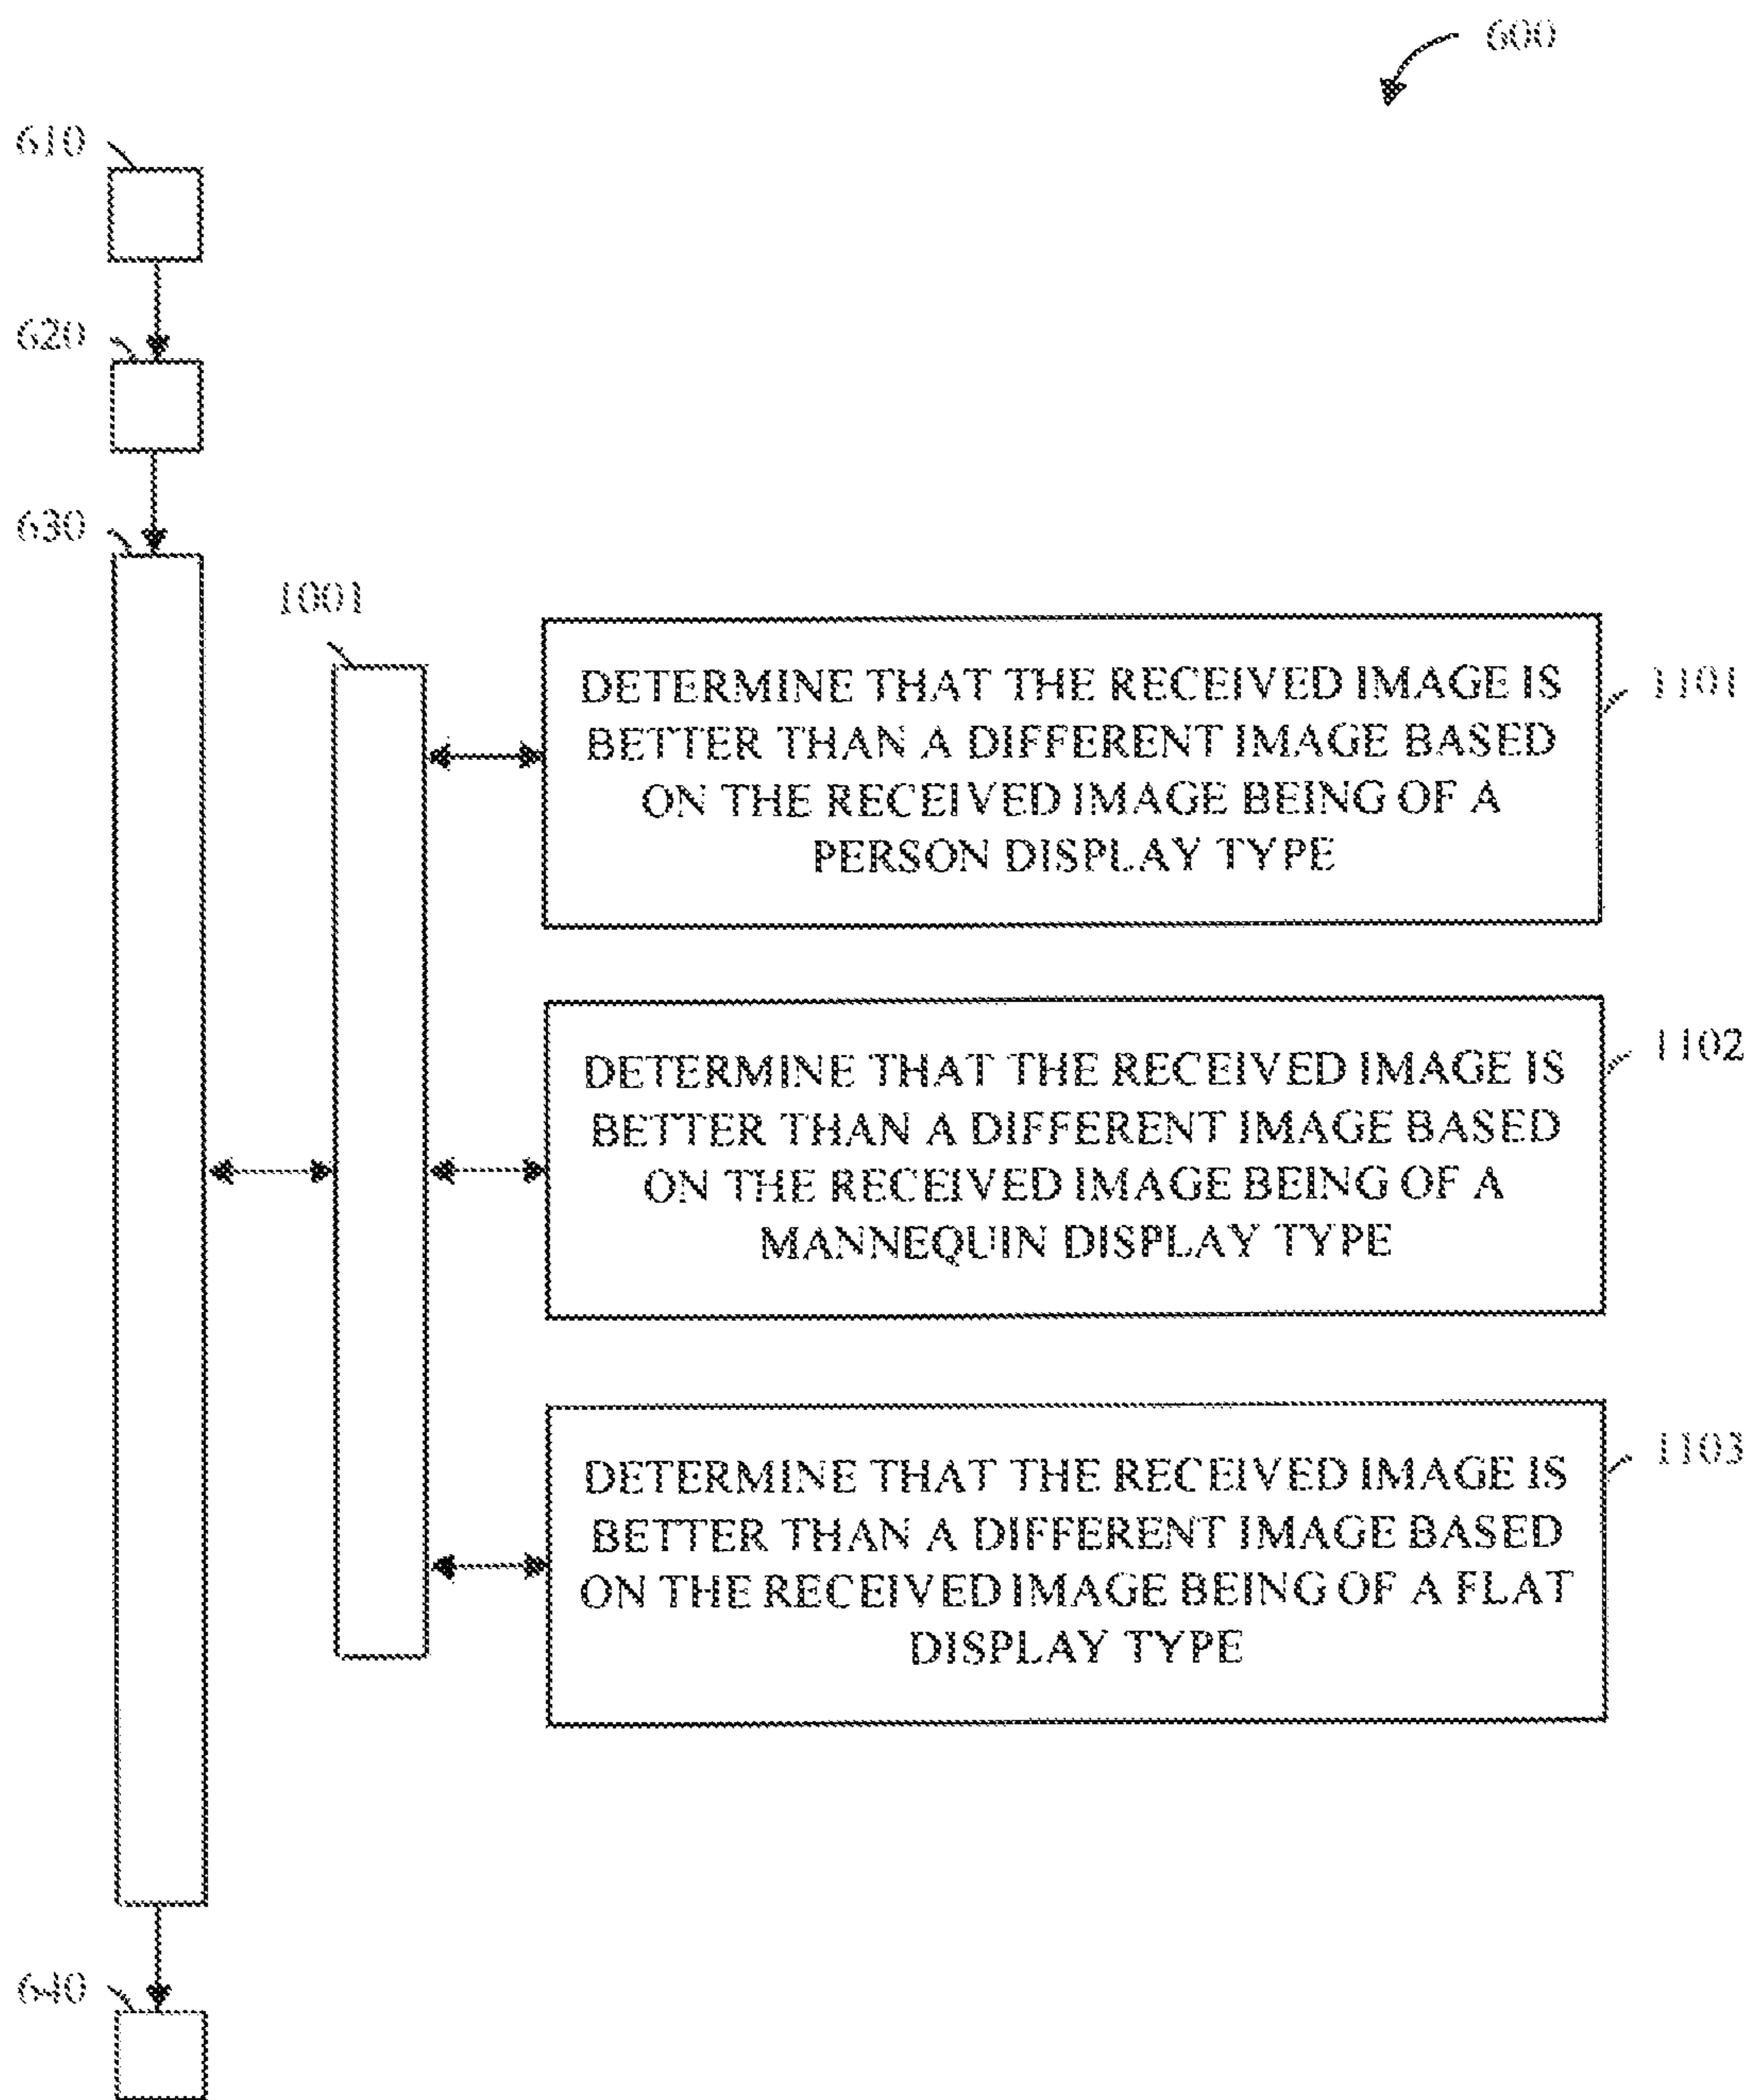 600
610
620
630
1001
DETERMINE THAT THE RECEIVED IMAGE IS
BETTER THAN A DIFFERENT IMAGE BASED
ON THE RECEIVED IMAGE BEING OF A
PERSON DISPLAY TYPE
1101
DETERMINE THAT THE RECEIVED IMAGE IS
BETTER THAN A DIFFERENT IMAGE BASED
ON THE RECEIVED IMAGE BEING OF A
MANNEQUIN DISPLAY TYPE
1102
DETERMINE THAT THE RECEIVED IMAGE IS
BETTER THAN A DIFFERENT IMAGE BASED
ON THE RECEIVED IMAGE BEING OF A FLAT
DISPLAY TYPE
1103
640